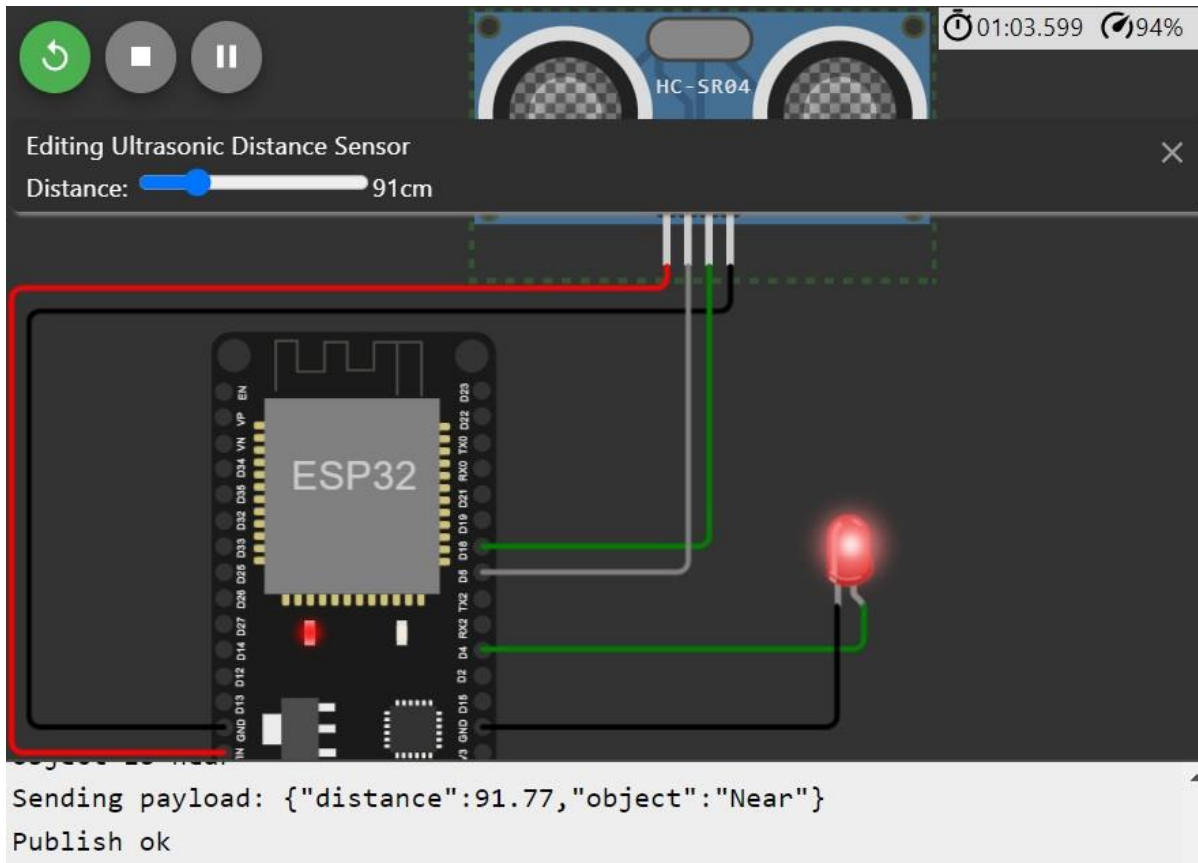 01:03.599 94%
HC-SR04
Editing Ultrasonic Distance Sensor
Distance: 91cm
ESP32
EN
VP
VN
D34
D35
D32
D33
D25
D26
D27
D14
D12
D13
GND
D23
D22
TX0
RX0
D21
D19
D18
D5
TX2
RX2
D4
D2
D15
GND
Sending payload: {"distance":91.77,"object":"Near"}
Publish ok